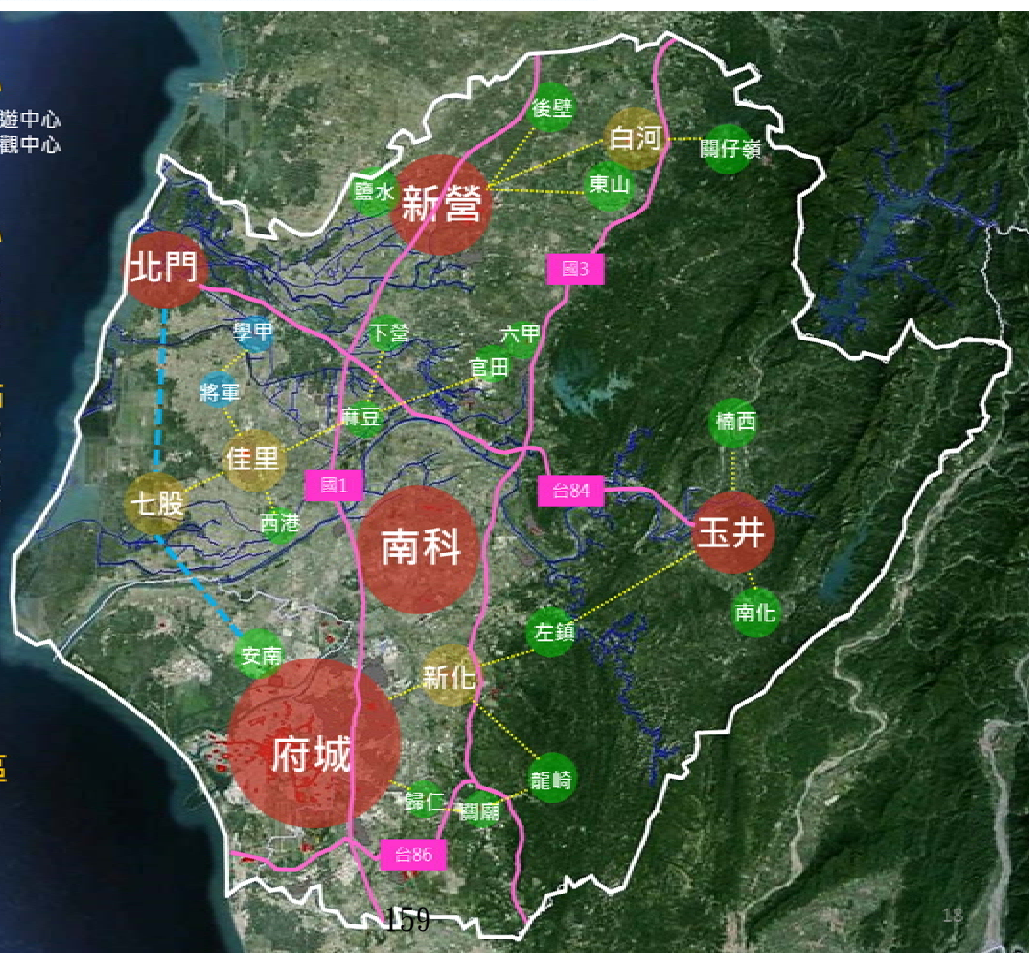 遊中心
觀中心
後壁
白河
關仔嶺
鹽水
新營
東山
北門
國3
學甲
下營
六甲
官田
將軍
麻豆
楠西
佳里
國1
台84
七股
西港
南科
玉井
南化
左鎮
安南
新化
府城
龍崎
歸仁
關廟
台86
159
18
區